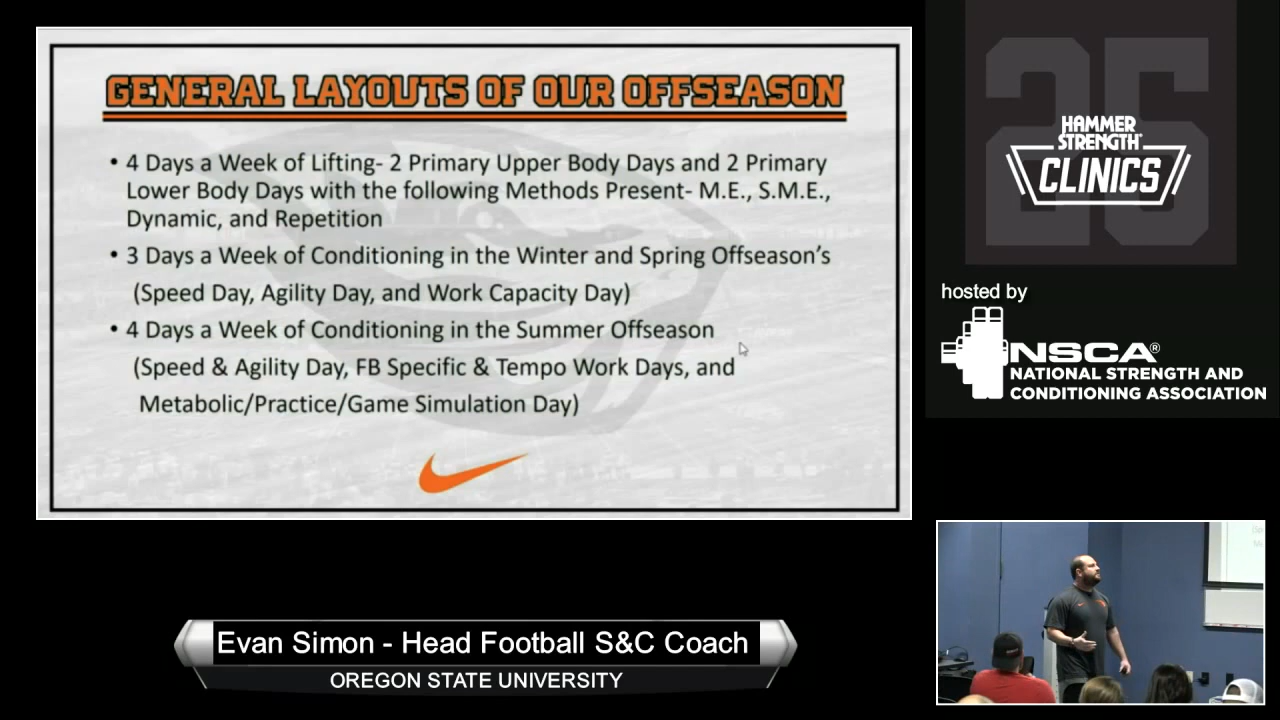 GENERAL LAYOUTS OF OUR OFFSEASON
• 4 Days a Week of Lifting- 2 Primary Upper Body Days and 2 Primary
Lower Body Days with the following Methods Present- M.E., S.M.E.,
Dynamic, and Repetition
• 3 Days a Week of Conditioning in the Winter and Spring Offseason's
(Speed Day, Agility Day, and Work Capacity Day)
• 4 Days a Week of Conditioning in the Summer Offseason
(Speed & Agility Day, FB Specific & Tempo Work Days, and
Metabolic/Practice/Game Simulation Day)
25
HAMMER
STRENGTH
CLINICS
hosted by
NSCA®
NATIONAL STRENGTH AND
CONDITIONING ASSOCIATION
Evan Simon - Head Football S&C Coach
OREGON STATE UNIVERSITY